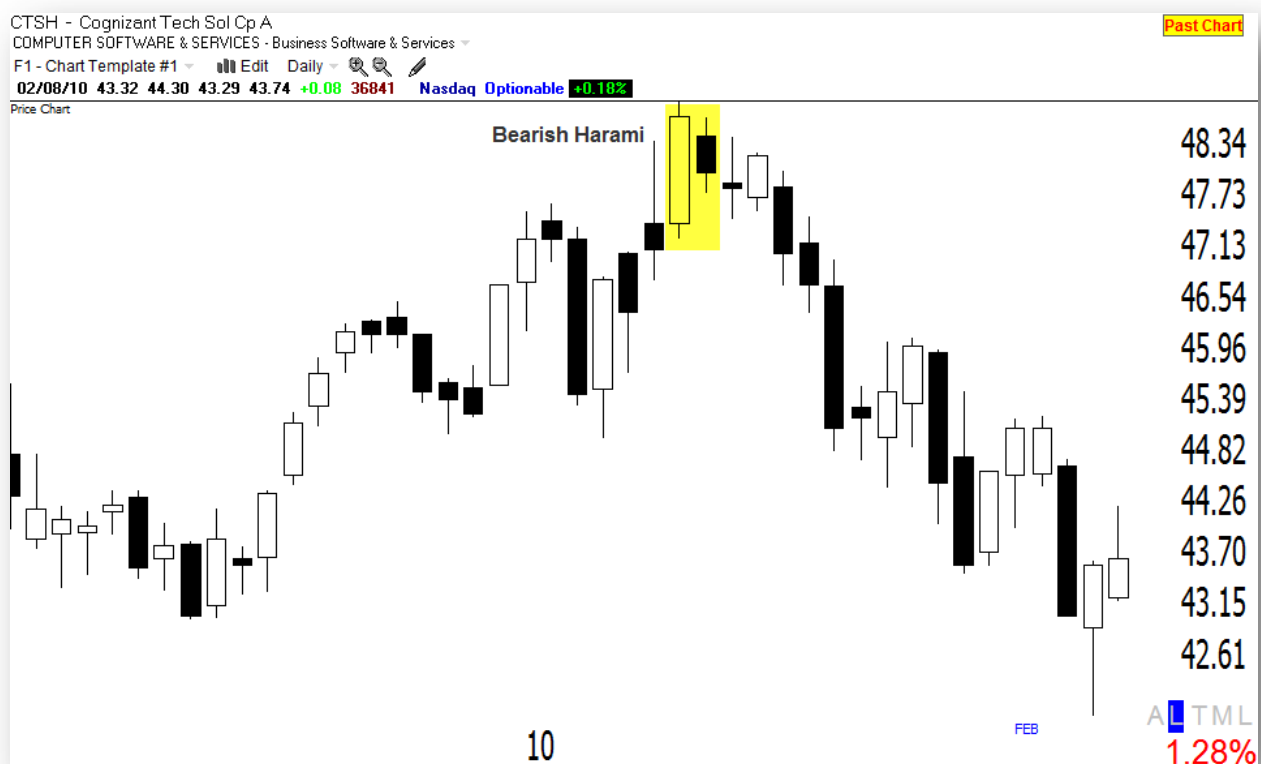 CTSH - Cognizant Tech Sol Cp A
Past Chart
COMPUTER SOFTWARE & SERVICES - Business Software & Services
F1 - Chart Template #1 Edit Daily
02/08/10 43.32 44.30 43.29 43.74 +0.08 36841 Nasdaq Optionable +0.18%
Price Chart
Bearish Harami
48.34
47.73
47.13
46.54
45.96
45.39
44.82
44.26
43.70
43.15
42.61
A L T M L
FEB
10
1.28%